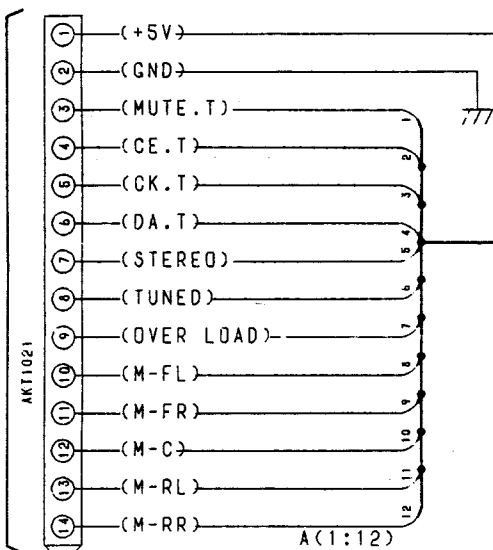 1 (+5V)
2 (GND)
3 (MUTE.T) 1
4 (CE.T) 2
5 (CK.T) 3
6 (DA.T) 4
7 (STEREO) 5
8 (TUNED) 6
9 (OVER LOAD) 7
10 (M-FL) 8
11 (M-FR) 9
12 (M-C) 10
13 (M-RL) 11
14 (M-RR) 12
A(1:12)
AKT1021